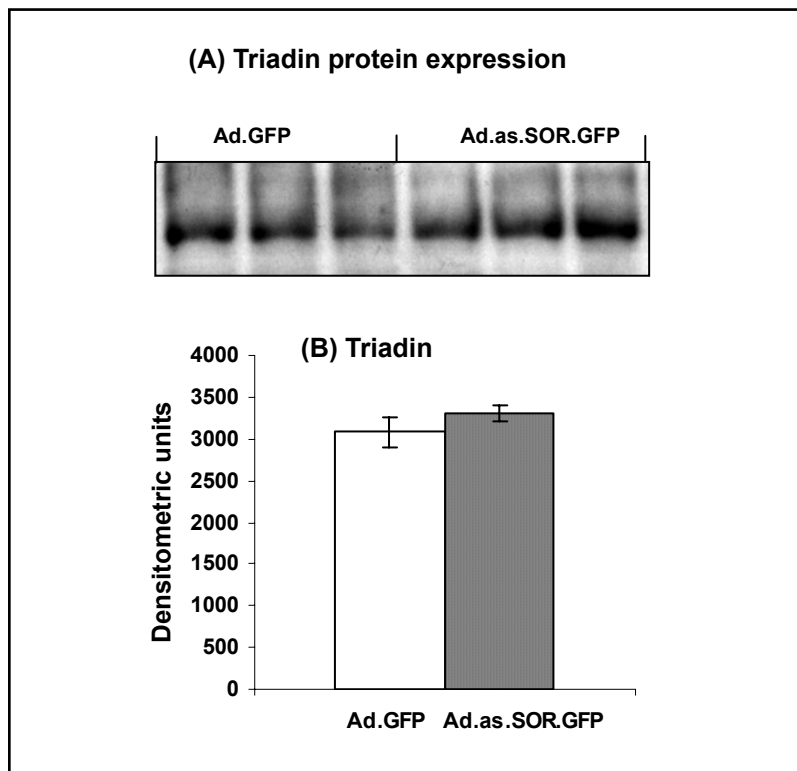 (A) Triadin protein expression
Ad.GFP Ad.as.SOR.GFP
(B) Triadin
Densitometric units
4000
3500
3000
2500
2000
1500
1000
500
0
Ad.GFP Ad.as.SOR.GFP